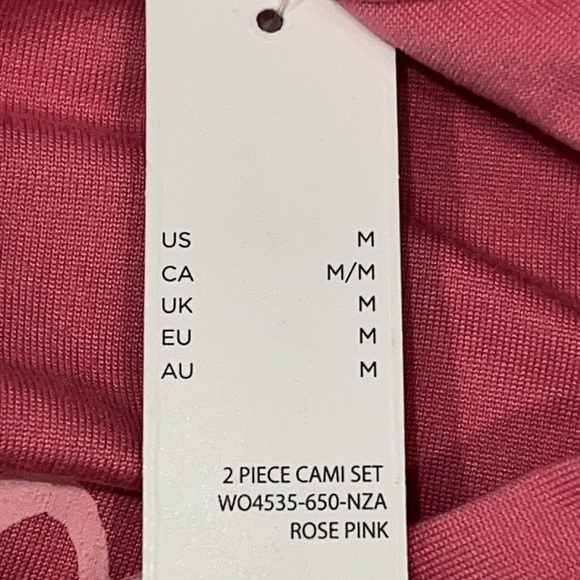 US M
CA M/M
UK M
EU M
AU M
2 PIECE CAMI SET
WO4535-650-NZA
ROSE PINK